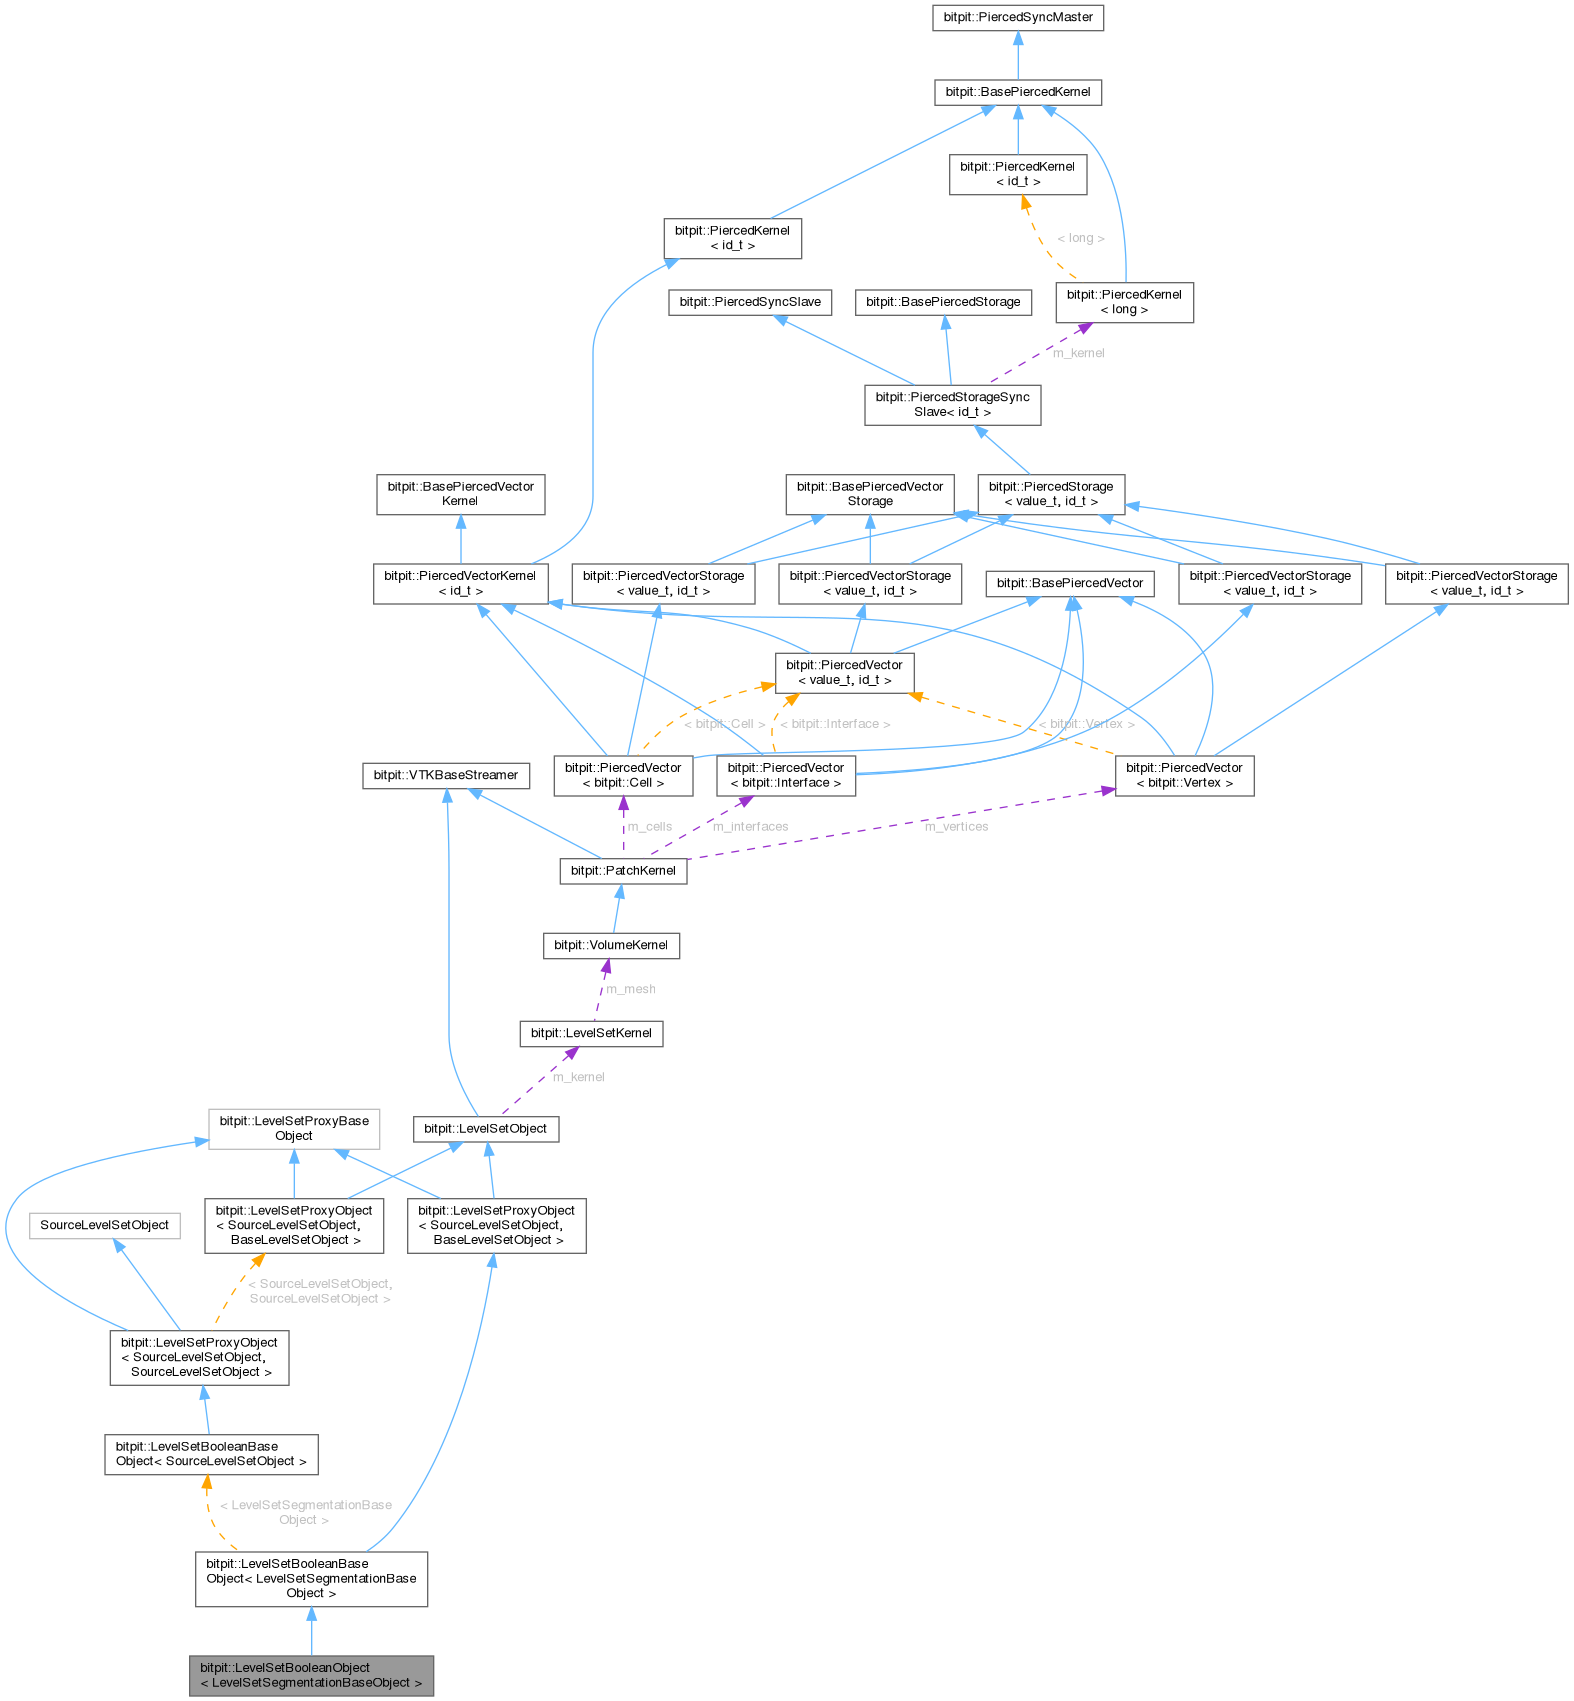 bitpit::PiercedSyncMaster
bitpit::BasePiercedKernel
bitpit::PiercedKernel
< id_t >
bitpit::PiercedKernel
< id_t >
< long >
bitpit::PiercedSyncSlave
bitpit::BasePiercedStorage
bitpit::PiercedKernel
< long >
m_kernel
bitpit::PiercedStorageSync
Slave< id_t >
bitpit::BasePiercedVector
Kernel
bitpit::BasePiercedVector
Storage
bitpit::PiercedStorage
< value_t, id_t >
bitpit::PiercedVectorKernel
< id_t >
bitpit::PiercedVectorStorage
< value_t, id_t >
bitpit::PiercedVectorStorage
< value_t, id_t >
bitpit::BasePiercedVector
bitpit::PiercedVectorStorage
< value_t, id_t >
bitpit::PiercedVectorStorage
< value_t, id_t >
bitpit::PiercedVector
< value_t, id_t >
< bitpit::Cell >
< bitpit::Interface >
< bitpit::Vertex >
bitpit::VTKBaseStreamer
bitpit::PiercedVector
< bitpit::Cell >
bitpit::PiercedVector
< bitpit::Interface >
bitpit::PiercedVector
< bitpit::Vertex >
m_cells
m_interfaces
m_vertices
bitpit::PatchKernel
bitpit::VolumeKernel
m_mesh
bitpit::LevelSetKernel
m_kernel
bitpit::LevelSetProxyBase
Object
bitpit::LevelSetObject
SourceLevelSetObject
bitpit::LevelSetProxyObject
< SourceLevelSetObject,
BaseLevelSetObject >
bitpit::LevelSetProxyObject
< SourceLevelSetObject,
BaseLevelSetObject >
< SourceLevelSetObject,
SourceLevelSetObject >
bitpit::LevelSetProxyObject
< SourceLevelSetObject,
SourceLevelSetObject >
bitpit::LevelSetBooleanBase
Object< SourceLevelSetObject >
< LevelSetSegmentationBase
Object >
bitpit::LevelSetBooleanBase
Object< LevelSetSegmentationBase
Object >
bitpit::LevelSetBooleanObject
< LevelSetSegmentationBaseObject >